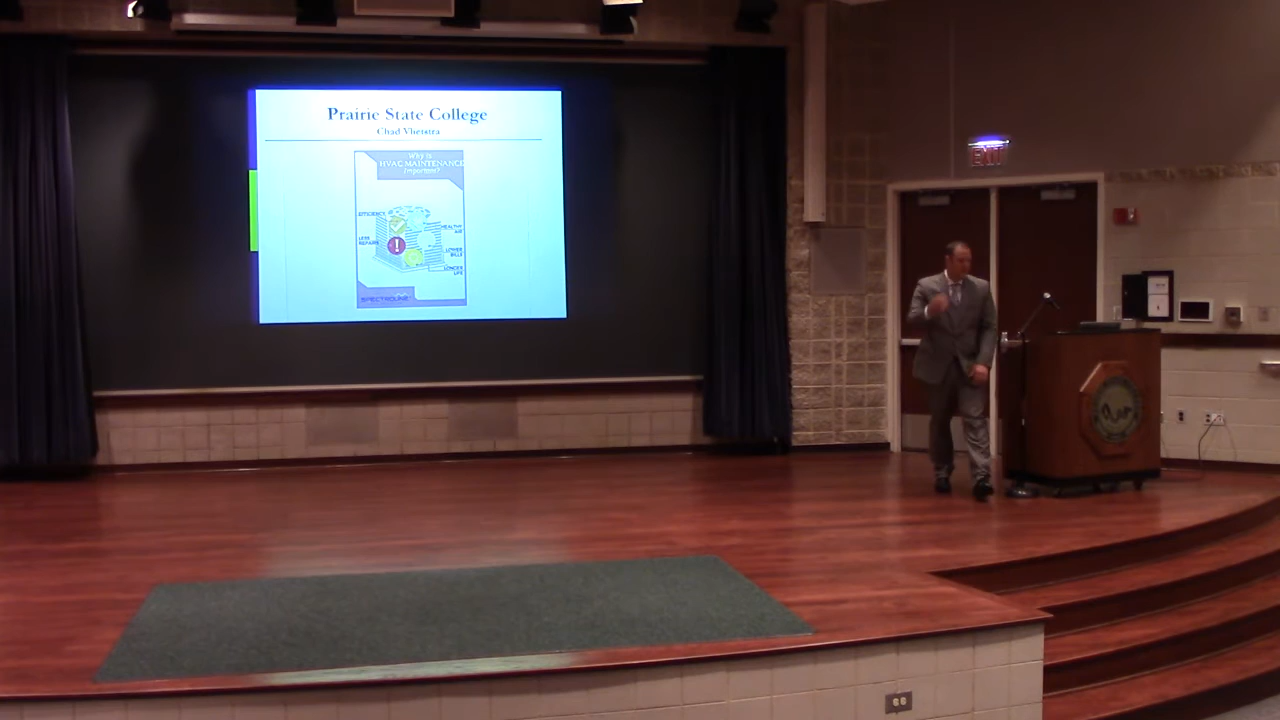 Prairie State College
Chad Vlietstra
Why is
HVAC MAINTENANCE
Important?
EFFICIENCY
HEALTHY
AIR
LESS
REPAIRS
!
LOWER
BILLS
LONGER
LIFE
EXIT